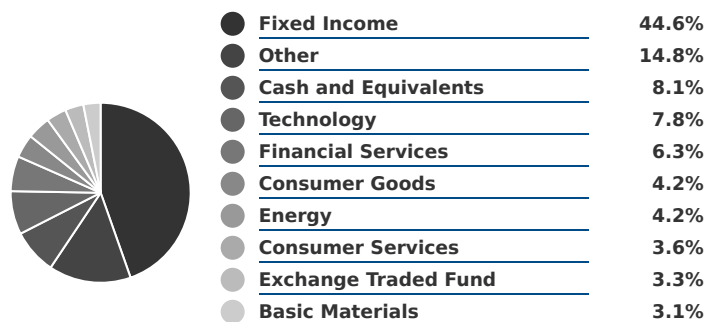 Fixed Income 44.6%
Other 14.8%
Cash and Equivalents 8.1%
Technology 7.8%
Financial Services 6.3%
Consumer Goods 4.2%
Energy 4.2%
Consumer Services 3.6%
Exchange Traded Fund 3.3%
Basic Materials 3.1%